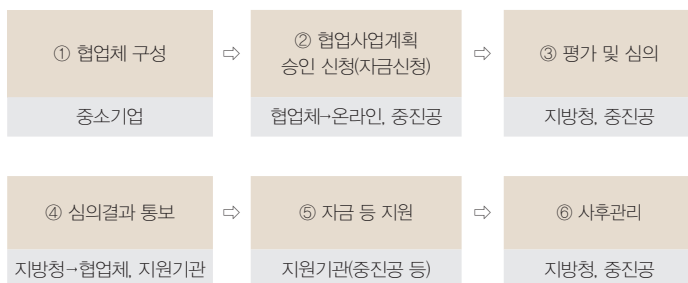 ① 협업체 구성
⇨
② 협업사업계획
승인 신청(자금신청)
⇨
③ 평가 및 심의
중소기업
협업체→온라인, 중진공
지방청, 중진공
④ 심의결과 통보
⇨
⑤ 자금 등 지원
⇨
⑥ 사후관리
지방청→협업체, 지원기관
지원기관(중진공 등)
지방청, 중진공